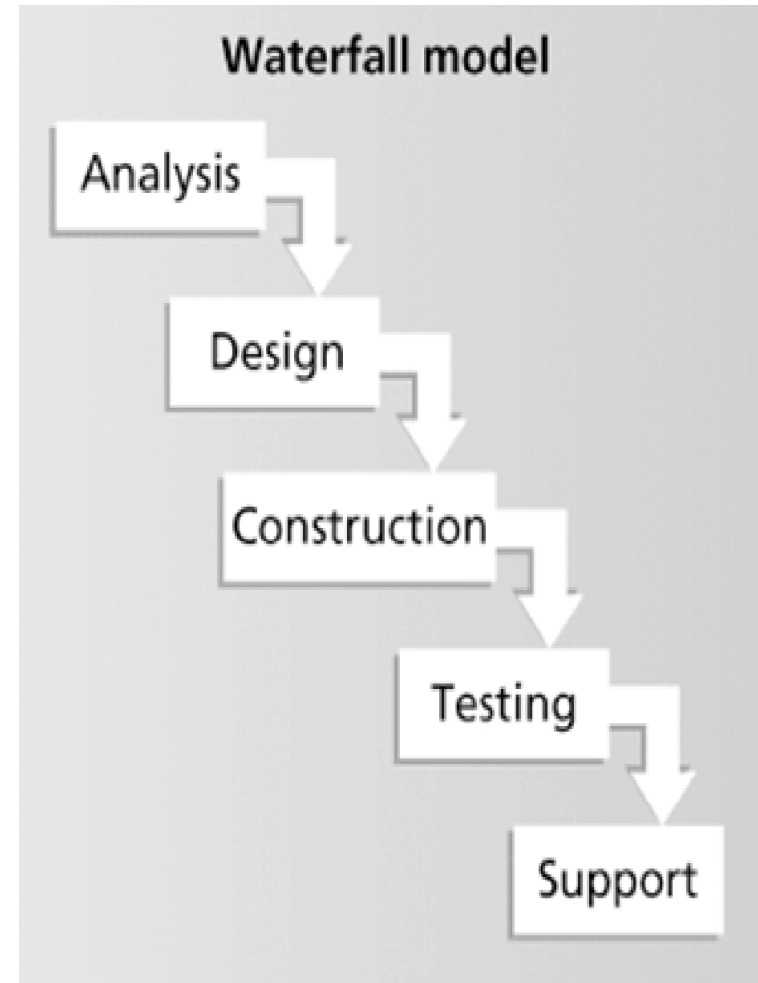 Waterfall model
Analysis
Design
Construction
Testing
Support